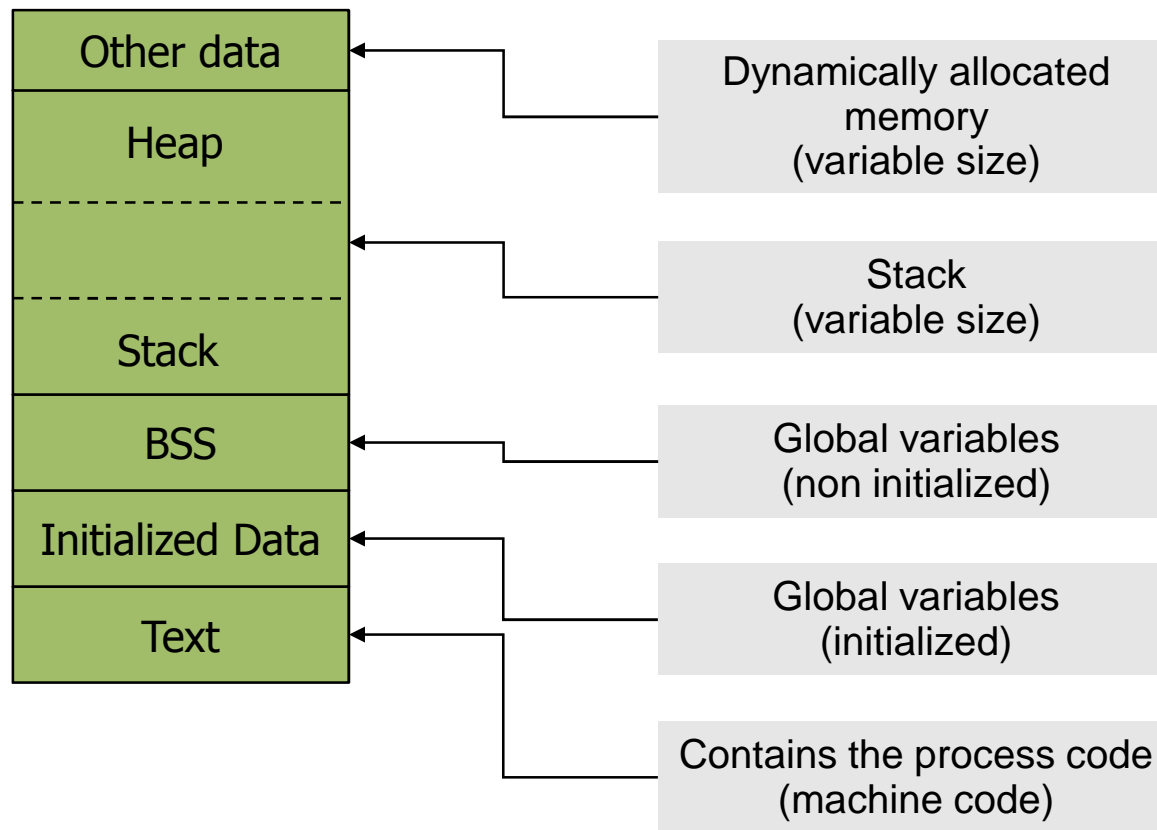 Other data
Heap
Stack
BSS
Initialized Data
Text
Dynamically allocated
memory
(variable size)
Stack
(variable size)
Global variables
(non initialized)
Global variables
(initialized)
Contains the process code
(machine code)